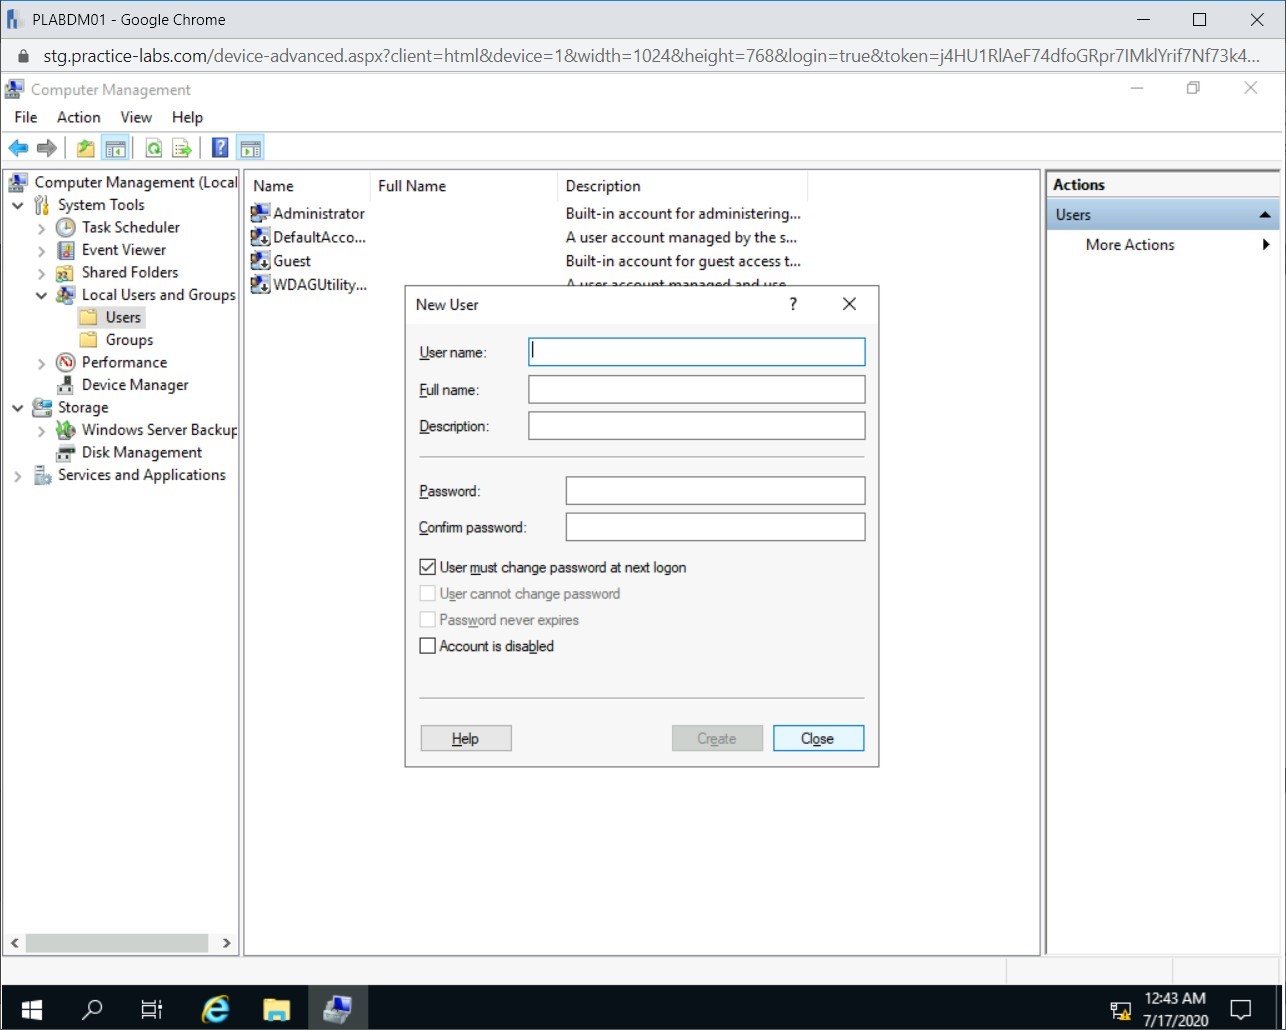 PLABDM01 - Google Chrome
stg.practice-labs.com/device-advanced.aspx?client=html&device=1&width=1024&height=768&login=true&token=j4HU1RlAeF74dfoGRpr7IMklYrif7Nf73k4...
Computer Management
File Action View Help
Computer Management (Local
System Tools
Task Scheduler
Event Viewer
Shared Folders
Local Users and Groups
Users
Groups
Performance
Device Manager
Storage
Windows Server Backup
Disk Management
Services and Applications
Name Full Name Description
Administrator Built-in account for administering...
DefaultAcco... A user account managed by the s...
Guest Built-in account for guest access t...
WDAGUtility... A user account managed and use
Actions
Users
More Actions
New User ?
User name:
Full name:
Description:
Password:
Confirm password:
User must change password at next logon
User cannot change password
Password never expires
Account is disabled
Help Create Close
12:43 AM
7/17/2020